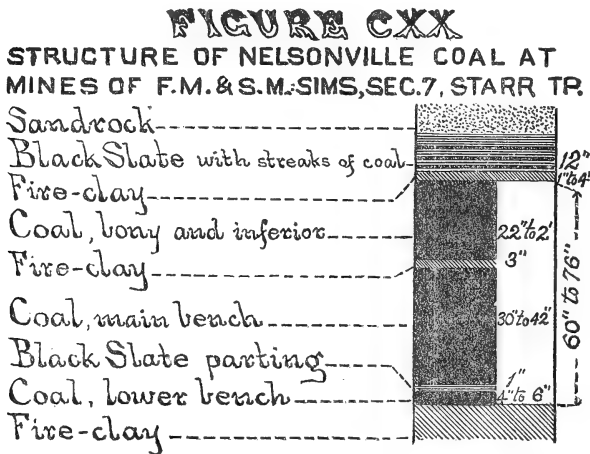 FIGURE CXX
STRUCTURE OF NELSONVILLE COAL AT
MINES OF F.M. & S.M. SIMS, SEC. 7, STARR TP.
Sandrock
Black Slate with streaks of coal 12"
Fire-clay 1" to 4"
Coal, bony and inferior 22" to 2'
Fire-clay 3"
Coal, main bench 30" to 42"
60" to 76"
Black Slate parting 1"
Coal, lower bench 4" to 6"
Fire-clay